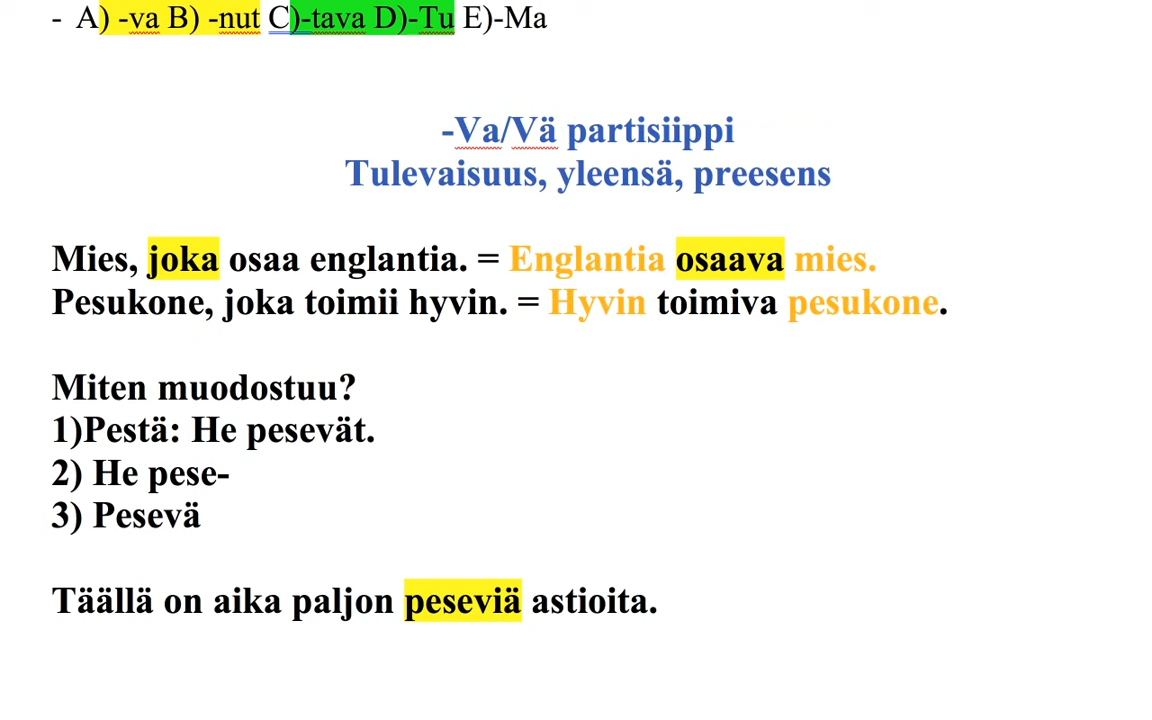 - A) -va B) -nut C)-tava D)-Tu E)-Ma
-Va/Vä partisiippi
Tulevaisuus, yleensä, preesens
Mies, joka osaa englantia. = Englantia osaava mies.
Pesukone, joka toimii hyvin. = Hyvin toimiva pesukone.
Miten muodostuu?
1)Pestä: He pesevät.
2) He pese-
3) Pesevä
Täällä on aika paljon peseviä astioita.